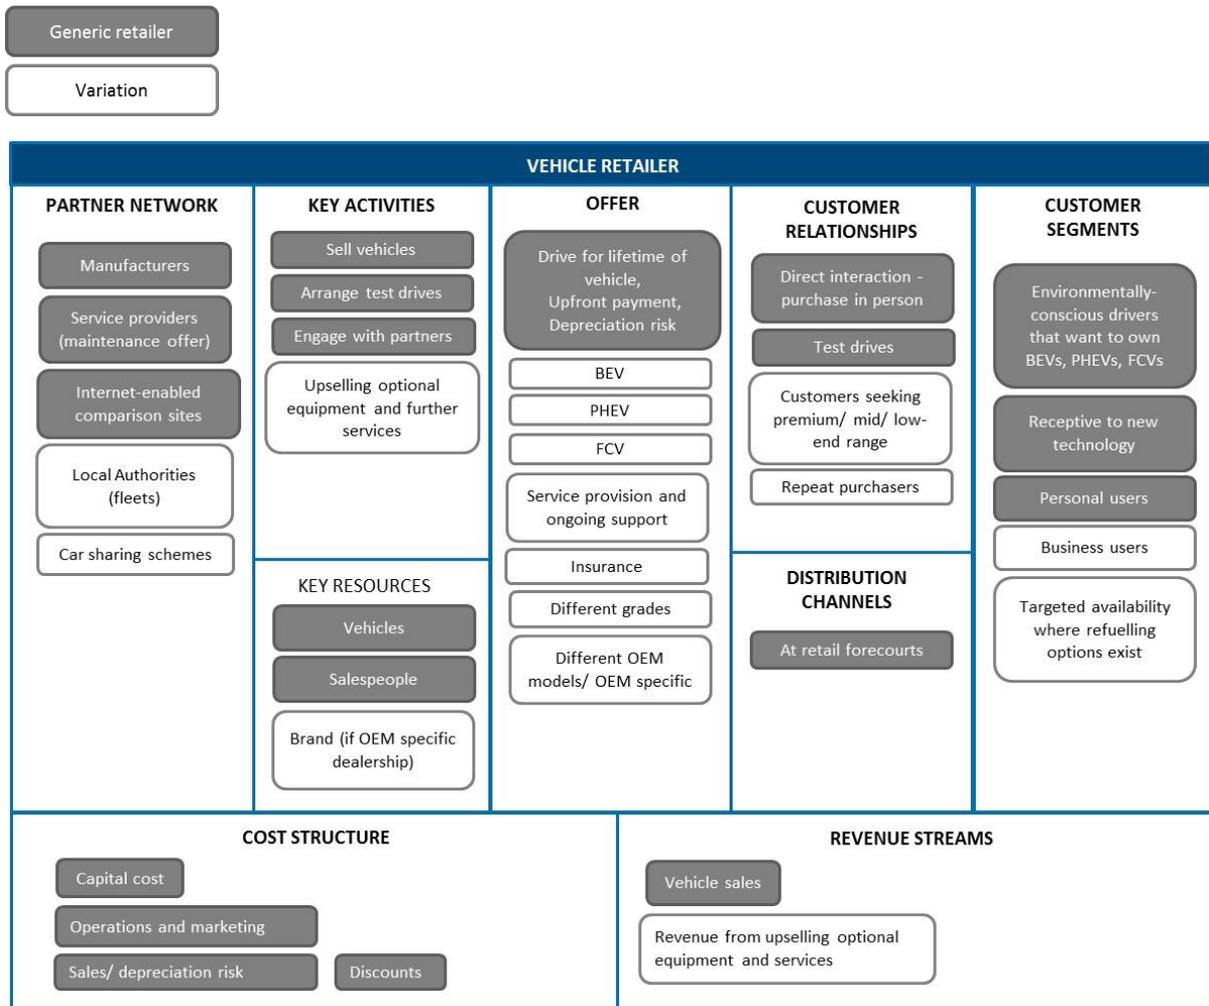 Generic retailer
Variation
VEHICLE RETAILER
PARTNER NETWORK
Manufacturers
Service providers
(maintenance offer)
Internet-enabled
comparison sites
Local Authorities
(fleets)
Car sharing schemes
KEY ACTIVITIES
Sell vehicles
Arrange test drives
Engage with partners
Upselling optional
equipment and further
services
KEY RESOURCES
Vehicles
Salespeople
Brand (if OEM specific
dealership)
OFFER
Drive for lifetime of
vehicle,
Upfront payment,
Depreciation risk
BEV
PHEV
FCV
Service provision and
ongoing support
Insurance
Different grades
Different OEM
models/ OEM specific
CUSTOMER
RELATIONSHIPS
Direct interaction -
purchase in person
Test drives
Customers seeking
premium/ mid/ low-
end range
Repeat purchasers
DISTRIBUTION
CHANNELS
At retail forecourts
CUSTOMER
SEGMENTS
Environmentally-
conscious drivers
that want to own
BEVs, PHEVs, FCVs
Receptive to new
technology
Personal users
Business users
Targeted availability
where refuelling
options exist
COST STRUCTURE
Capital cost
Operations and marketing
Sales/ depreciation risk
Discounts
REVENUE STREAMS
Vehicle sales
Revenue from upselling optional
equipment and services